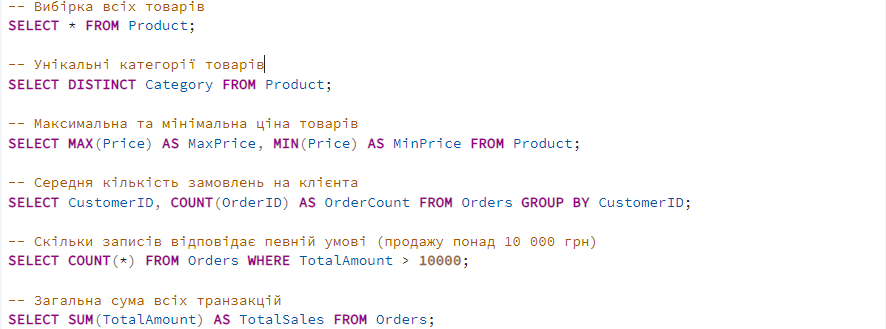 -- Вибірка всіх товарів
SELECT * FROM Product;
-- Унікальні категорії товарів
SELECT DISTINCT Category FROM Product;
-- Максимальна та мінімальна ціна товарів
SELECT MAX(Price) AS MaxPrice, MIN(Price) AS MinPrice FROM Product;
-- Середня кількість замовлень на клієнта
SELECT CustomerID, COUNT(OrderID) AS OrderCount FROM Orders GROUP BY CustomerID;
-- Скільки записів відповідає певній умові (продажу понад 10 000 грн)
SELECT COUNT(*) FROM Orders WHERE TotalAmount > 10000;
-- Загальна сума всіх транзакцій
SELECT SUM(TotalAmount) AS TotalSales FROM Orders;